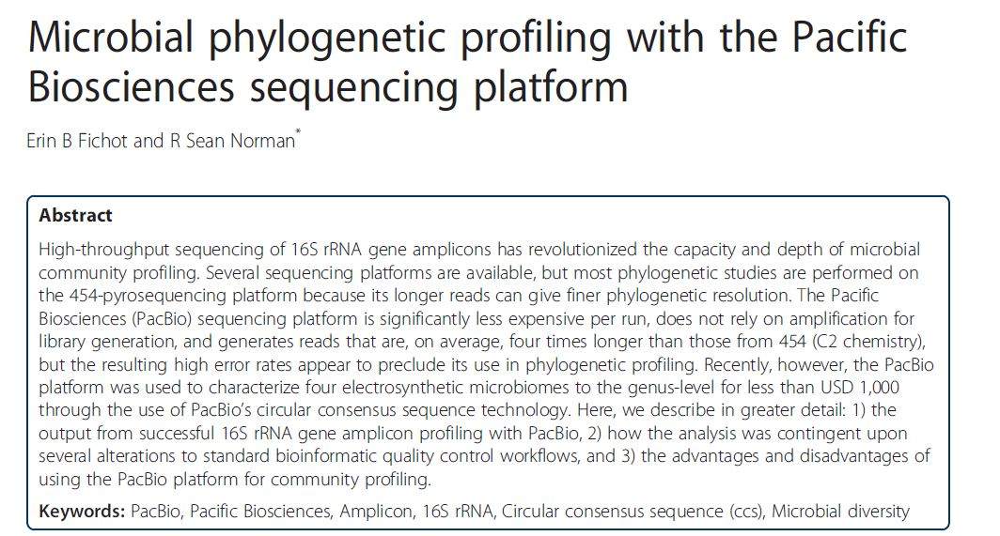 Microbial phylogenetic profiling with the Pacific
Biosciences sequencing platform
Erin B Fichot and R Sean Norman*
Abstract
High-throughput sequencing of 16S rRNA gene amplicons has revolutionized the capacity and depth of microbial
community profiling. Several sequencing platforms are available, but most phylogenetic studies are performed on
the 454-pyrosequencing platform because its longer reads can give finer phylogenetic resolution. The Pacific
Biosciences (PacBio) sequencing platform is significantly less expensive per run, does not rely on amplification for
library generation, and generates reads that are, on average, four times longer than those from 454 (C2 chemistry),
but the resulting high error rates appear to preclude its use in phylogenetic profiling. Recently, however, the PacBio
platform was used to characterize four electrosynthetic microbiomes to the genus-level for less than USD 1,000
through the use of PacBio's circular consensus sequence technology. Here, we describe in greater detail: 1) the
output from successful 16S rRNA gene amplicon profiling with PacBio, 2) how the analysis was contingent upon
several alterations to standard bioinformatic quality control workflows, and 3) the advantages and disadvantages of
using the PacBio platform for community profiling.
Keywords: PacBio, Pacific Biosciences, Amplicon, 16S rRNA, Circular consensus sequence (ccs), Microbial diversity